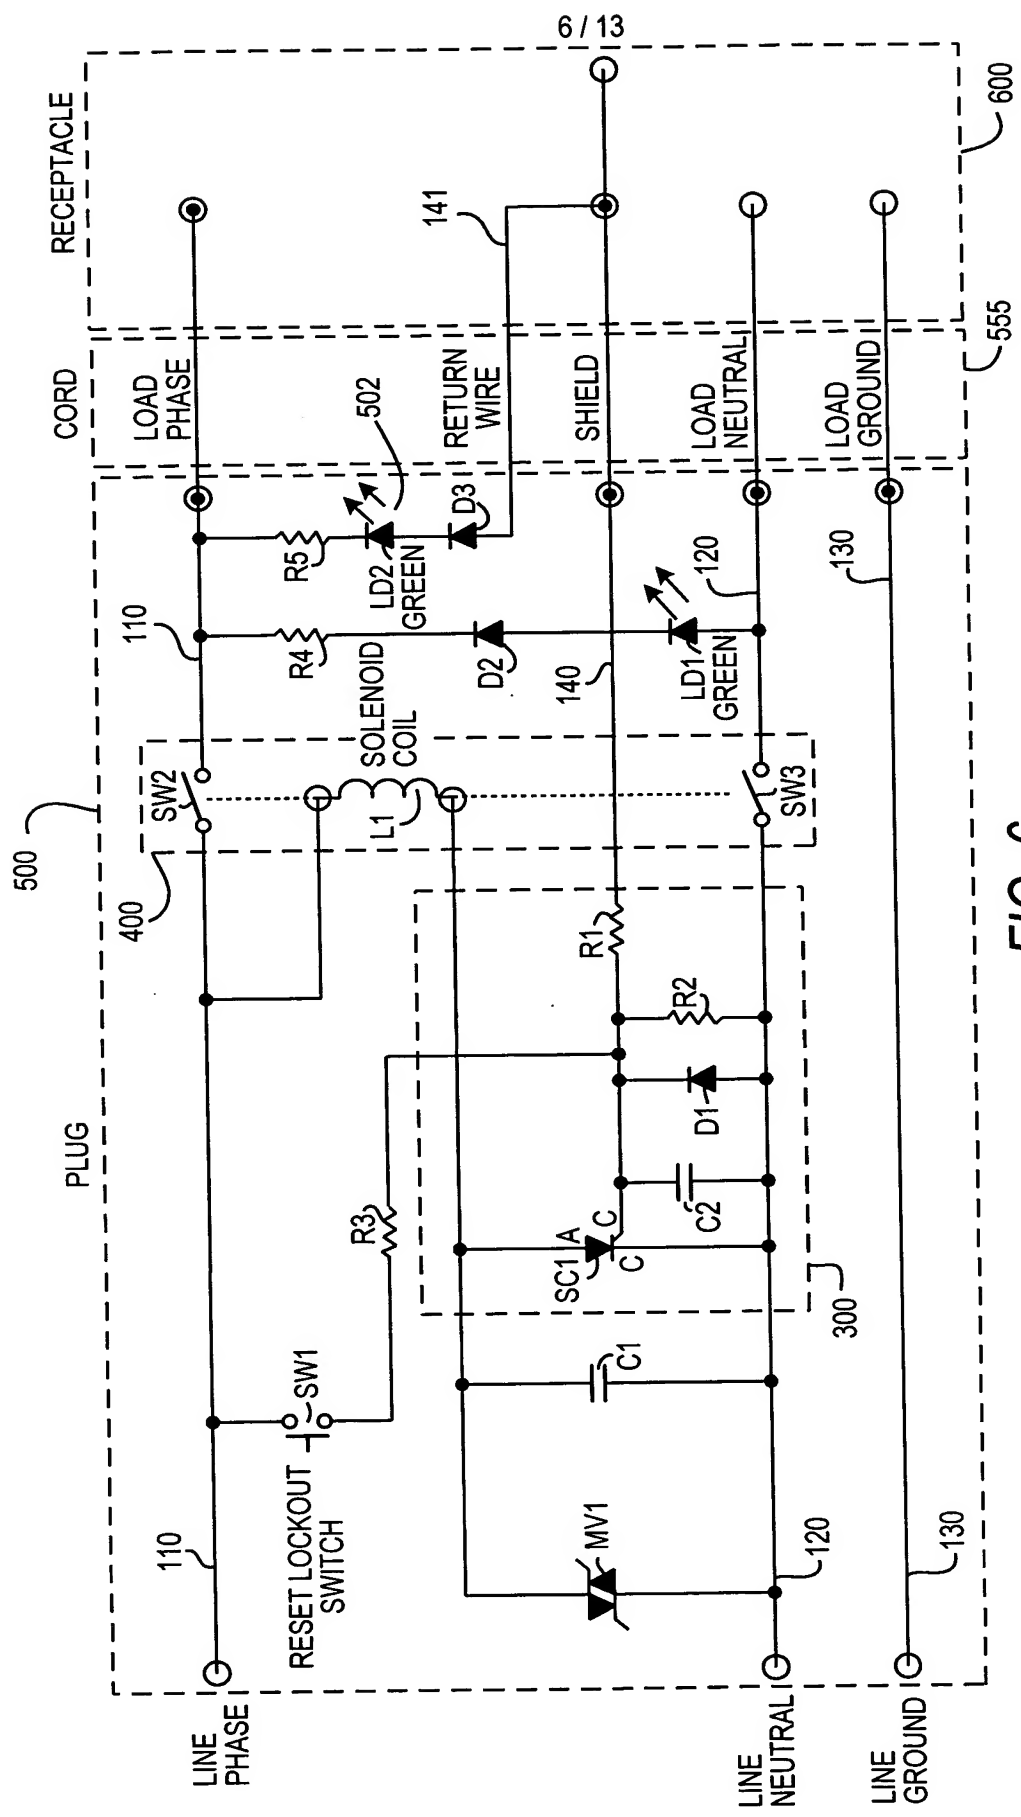 6 / 13
RECEPTACLE
600
141
CORD
555
LOAD
PHASE
RETURN
WIRE
SHIELD
LOAD
NEUTRAL
LOAD
GROUND
502
R5
LD2
GREEN
D3
110
R4
D2
140
LD1
GREEN
120
130
SOLENOID
COIL
500
SW2
L1
SW3
400
R1
R2
D1
PLUG
R3
SC1
A
C
C
C2
300
SW1
RESET LOCKOUT
SWITCH
C1
MV1
110
120
130
LINE
PHASE
LINE
NEUTRAL
LINE
GROUND